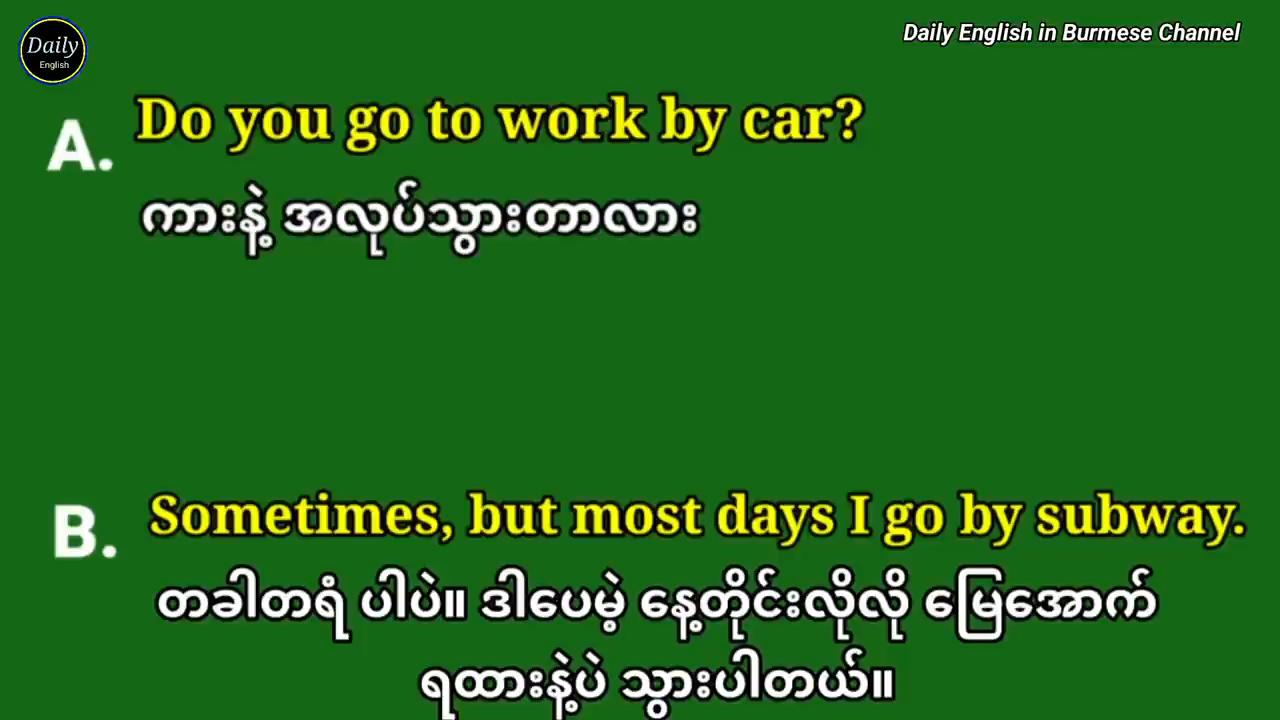 Daily
English
Daily English in Burmese Channel
A. Do you go to work by car?
ကားနဲ့ အလုပ်သွားတာလား
B. Sometimes, but most days I go by subway.
တခါတရံ ပါပဲ။ ဒါပေမဲ့ နေ့တိုင်းလိုလို မြေအောက်
ရထားနဲ့ပဲ သွားပါတယ်။